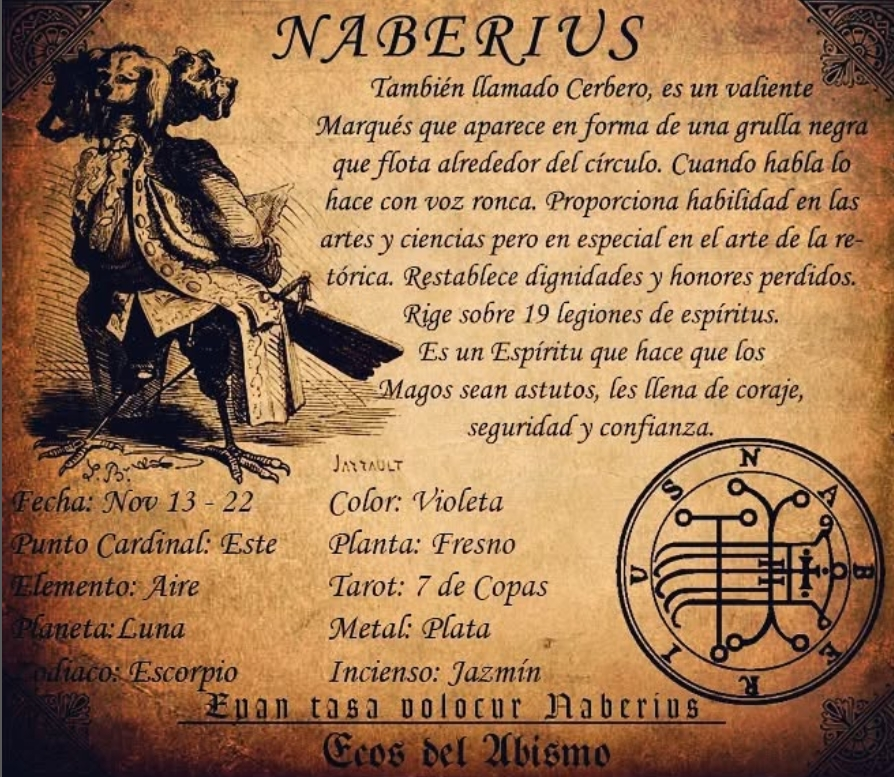 NABERIUS
También llamado Cerbero, es un valiente
Marqués que aparece en forma de una grulla negra
que flota alrededor del círculo. Cuando habla lo
hace con voz ronca. Proporciona habilidad en las
artes y ciencias pero en especial en el arte de la re-
tórica. Restablece dignidades y honores perdidos.
Rige sobre 19 legiones de espíritus.
Es un Espíritu que hace que los
Magos sean astutos, les llena de coraje,
seguridad y confianza.
JARRAULT
Fecha: Nov 13 - 22
Punto Cardinal: Este
Elemento: Aire
Planeta: Luna
Zodiaco: Escorpio
Color: Violeta
Planta: Fresno
Tarot: 7 de Copas
Metal: Plata
Incienso: Jazmín
NABERIUS
Eyan tasa volocur Naberius
Ecos del Abismo